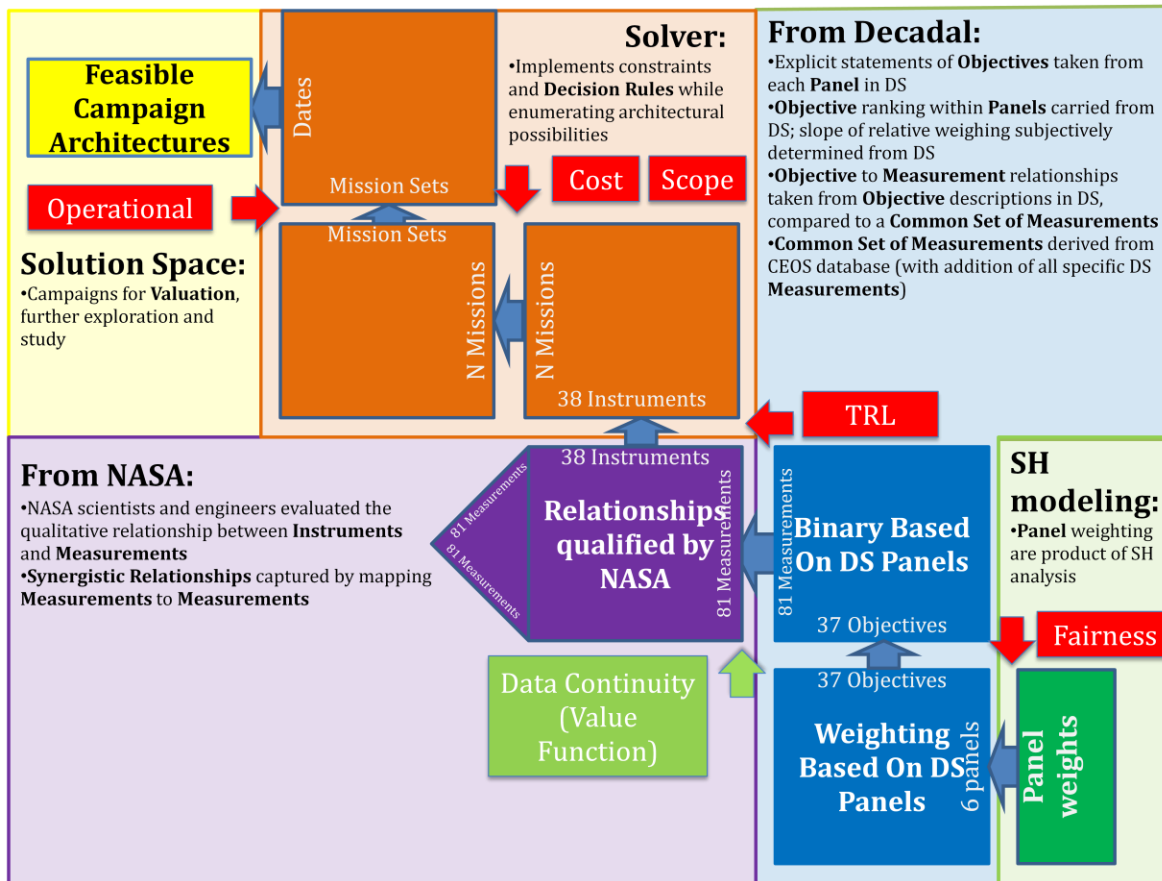 Feasible
Campaign
Architectures
Operational
Solution Space:
•Campaigns for Valuation,
further exploration and
study
Dates
Mission Sets
Mission Sets
N Missions
N Missions
38 Instruments
Solver:
•Implements constraints
and Decision Rules while
enumerating architectural
possibilities
Cost
Scope
From Decadal:
•Explicit statements of Objectives taken from
each Panel in DS
•Objective ranking within Panels carried from
DS; slope of relative weighing subjectively
determined from DS
•Objective to Measurement relationships
taken from Objective descriptions in DS,
compared to a Common Set of Measurements
•Common Set of Measurements derived from
CEOS database (with addition of all specific DS
Measurements)
TRL
From NASA:
•NASA scientists and engineers evaluated the
qualitative relationship between Instruments
and Measurements
•Synergistic Relationships captured by mapping
Measurements to Measurements
81 Measurements
81 Measurements
38 Instruments
Relationships
qualified by
NASA
81 Measurements
81 Measurements
Binary Based
On DS Panels
37 Objectives
SH
modeling:
•Panel weighting
are product of SH
analysis
Fairness
Data Continuity
(Value
Function)
37 Objectives
Weighting
Based On DS
Panels
6 panels
Panel
weights